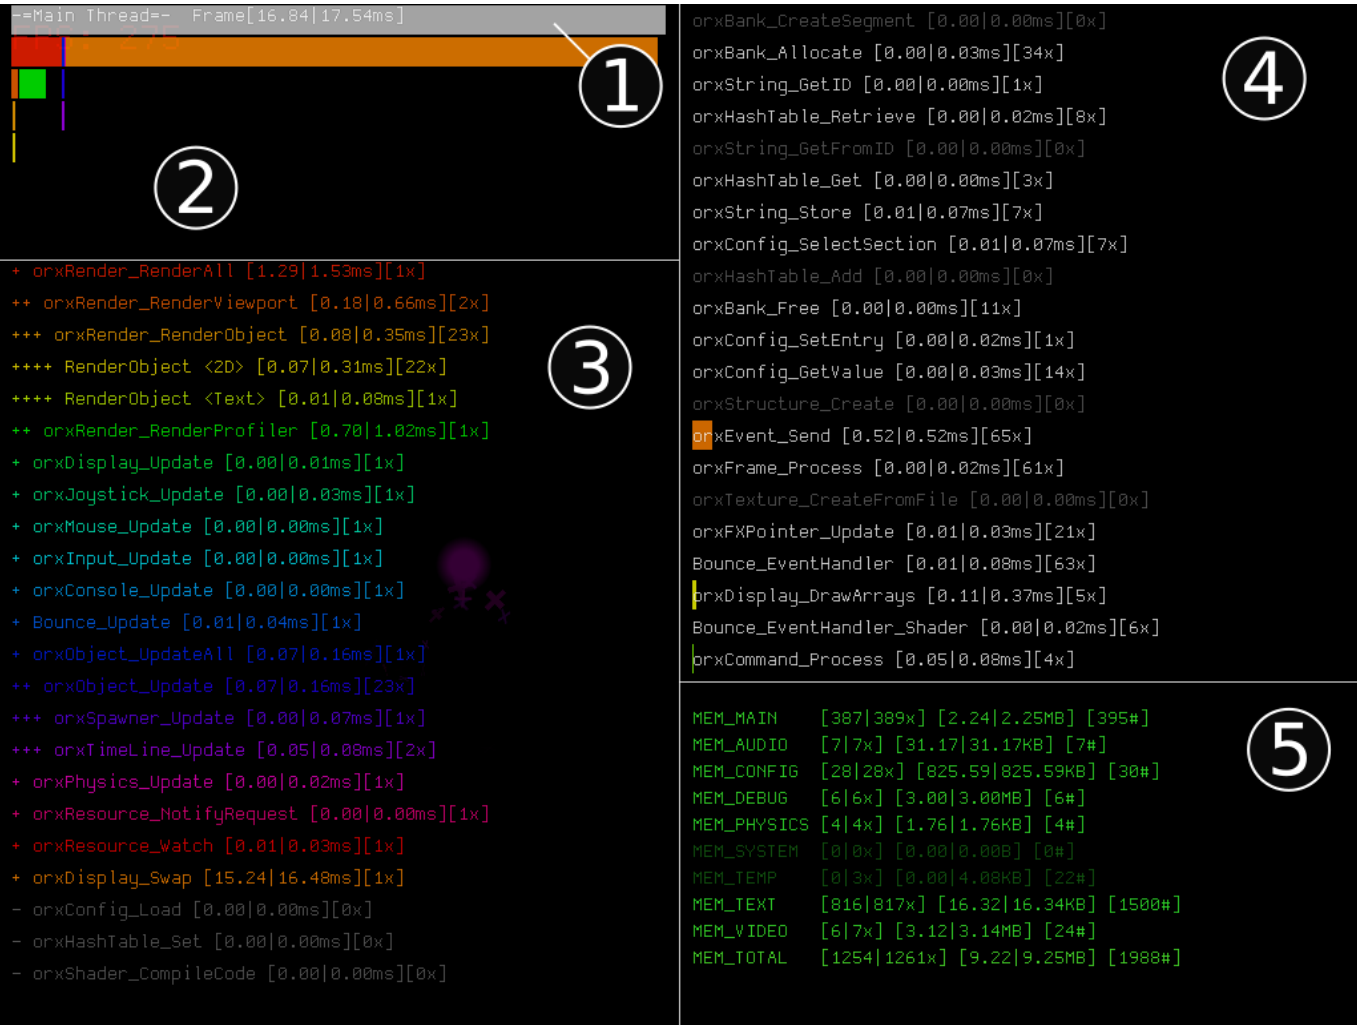 -=Main Thread=-  Frame[16.84|17.54ms]
FPS: 276
1
2
+ orxRender_RenderAll [1.29|1.53ms][1x]
++ orxRender_RenderViewport [0.18|0.66ms][2x]
+++ orxRender_RenderObject [0.08|0.35ms][23x]
++++ RenderObject <2D> [0.07|0.31ms][22x]
++++ RenderObject <Text> [0.01|0.08ms][1x]
++ orxRender_RenderProfiler [0.70|1.02ms][1x]
+ orxDisplay_Update [0.00|0.01ms][1x]
+ orxJoystick_Update [0.00|0.03ms][1x]
+ orxMouse_Update [0.00|0.00ms][1x]
+ orxInput_Update [0.00|0.00ms][1x]
+ orxConsole_Update [0.00|0.00ms][1x]
+ Bounce_Update [0.01|0.04ms][1x]
+ orxObject_UpdateAll [0.07|0.16ms][1x]
++ orxObject_Update [0.07|0.16ms][23x]
+++ orxSpawner_Update [0.00|0.07ms][1x]
+++ orxTimeLine_Update [0.05|0.08ms][2x]
+ orxPhysics_Update [0.00|0.02ms][1x]
+ orxResource_NotifyRequest [0.00|0.00ms][1x]
+ orxResource_Watch [0.01|0.03ms][1x]
+ orxDisplay_Swap [15.24|16.48ms][1x]
- orxConfig_Load [0.00|0.00ms][0x]
- orxHashTable_Set [0.00|0.00ms][0x]
- orxShader_CompileCode [0.00|0.00ms][0x]
3
orxBank_CreateSegment [0.00|0.00ms][0x]
orxBank_Allocate [0.00|0.03ms][34x]
orxString_GetID [0.00|0.00ms][1x]
orxHashTable_Retrieve [0.00|0.02ms][8x]
orxString_GetFromID [0.00|0.00ms][0x]
orxHashTable_Get [0.00|0.00ms][3x]
orxString_Store [0.01|0.07ms][7x]
orxConfig_SelectSection [0.01|0.07ms][7x]
orxHashTable_Add [0.00|0.00ms][0x]
orxBank_Free [0.00|0.00ms][11x]
orxConfig_SetEntry [0.00|0.02ms][1x]
orxConfig_GetValue [0.00|0.03ms][14x]
orxStructure_Create [0.00|0.00ms][0x]
orxEvent_Send [0.52|0.52ms][65x]
orxFrame_Process [0.00|0.02ms][61x]
orxTexture_CreateFromFile [0.00|0.00ms][0x]
orxFXPointer_Update [0.01|0.03ms][21x]
Bounce_EventHandler [0.01|0.08ms][63x]
orxDisplay_DrawArrays [0.11|0.37ms][5x]
Bounce_EventHandler_Shader [0.00|0.02ms][6x]
orxCommand_Process [0.05|0.08ms][4x]
4
MEM_MAIN    [387|389x] [2.24|2.25MB] [395#]
MEM_AUDIO   [7|7x] [31.17|31.17KB] [7#]
MEM_CONFIG  [28|28x] [825.59|825.59KB] [30#]
MEM_DEBUG   [6|6x] [3.00|3.00MB] [6#]
MEM_PHYSICS [4|4x] [1.76|1.76KB] [4#]
MEM_SYSTEM  [0|0x] [0.00|0.00B] [0#]
MEM_TEMP    [0|3x] [0.00|4.08KB] [22#]
MEM_TEXT    [816|817x] [16.32|16.34KB] [1500#]
MEM_VIDEO   [6|7x] [3.12|3.14MB] [24#]
MEM_TOTAL   [1254|1261x] [9.22|9.25MB] [1988#]
5